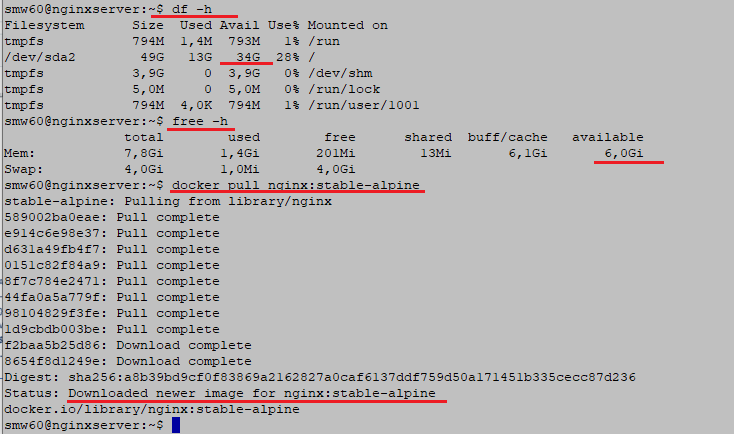 smw60@nginxserver:~$ df -h
Filesystem      Size  Used Avail Use% Mounted on
tmpfs           794M  1,4M  793M   1% /run
/dev/sda2        49G   13G   34G  28% /
tmpfs           3,9G     0  3,9G   0% /dev/shm
tmpfs           5,0M     0  5,0M   0% /run/lock
tmpfs           794M  4,0K  794M   1% /run/user/1001
smw60@nginxserver:~$ free -h
               total        used        free      shared  buff/cache   available
Mem:           7,8Gi       1,4Gi       201Mi        13Mi       6,1Gi       6,0Gi
Swap:          4,0Gi       1,0Mi       4,0Gi
smw60@nginxserver:~$ docker pull nginx:stable-alpine
stable-alpine: Pulling from library/nginx
589002ba0eae: Pull complete
e914c6e98e37: Pull complete
d631a49fb4f7: Pull complete
0151c82f84a9: Pull complete
8f7c784e2471: Pull complete
44fa0a5a779f: Pull complete
98104829f3fe: Pull complete
1d9cbdb003be: Pull complete
f2baa5b25d86: Download complete
8654f8d1249e: Download complete
Digest: sha256:a8b39bd9cf0f83869a2162827a0caf6137ddf759d50a171451b335cecc87d236
Status: Downloaded newer image for nginx:stable-alpine
docker.io/library/nginx:stable-alpine
smw60@nginxserver:~$